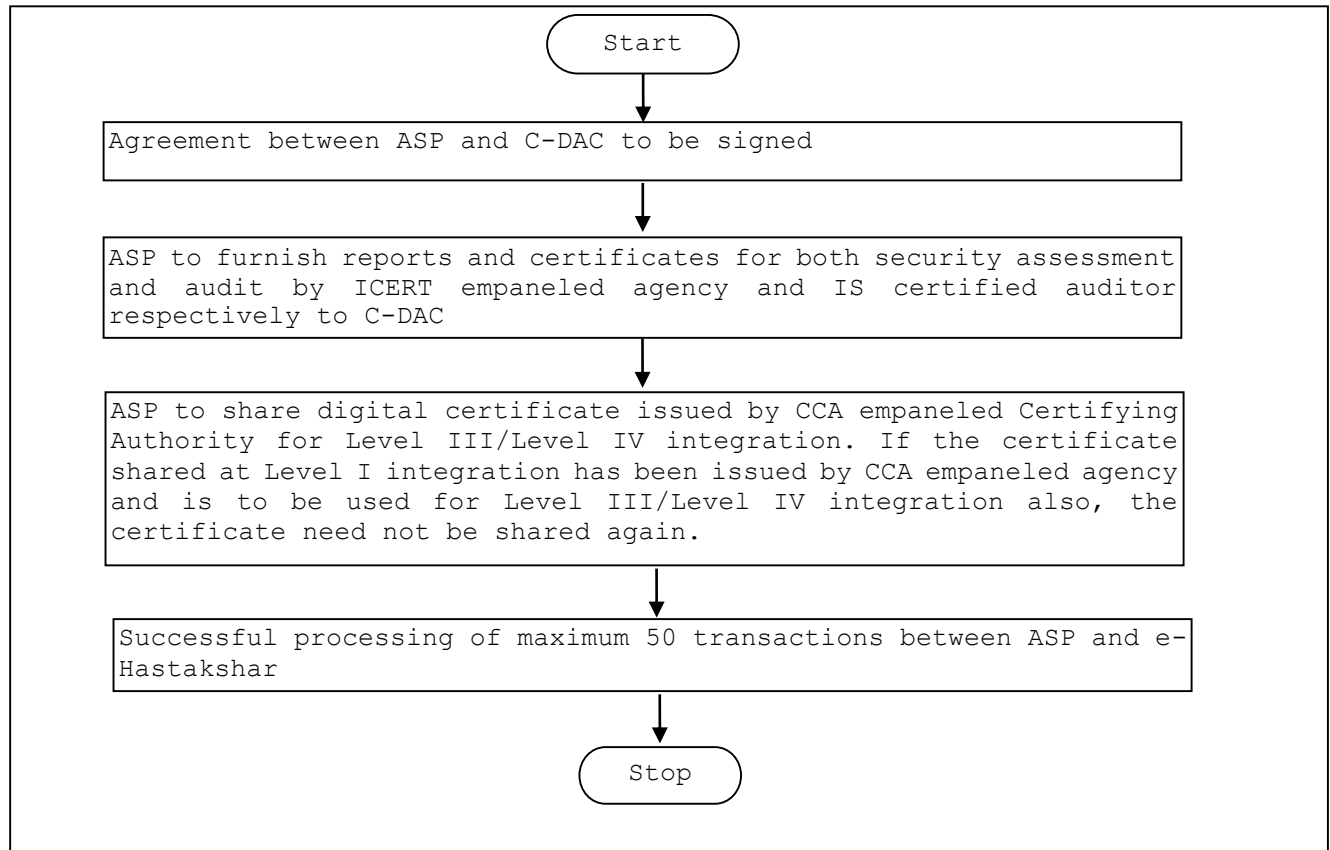 Start
Agreement between ASP and C-DAC to be signed
ASP to furnish reports and certificates for both security assessment
and audit by ICERT empaneled agency and IS certified auditor
respectively to C-DAC
ASP to share digital certificate issued by CCA empaneled Certifying
Authority for Level III/Level IV integration. If the certificate
shared at Level I integration has been issued by CCA empaneled agency
and is to be used for Level III/Level IV integration also, the
certificate need not be shared again.
Successful processing of maximum 50 transactions between ASP and e-
Hastakshar
Stop